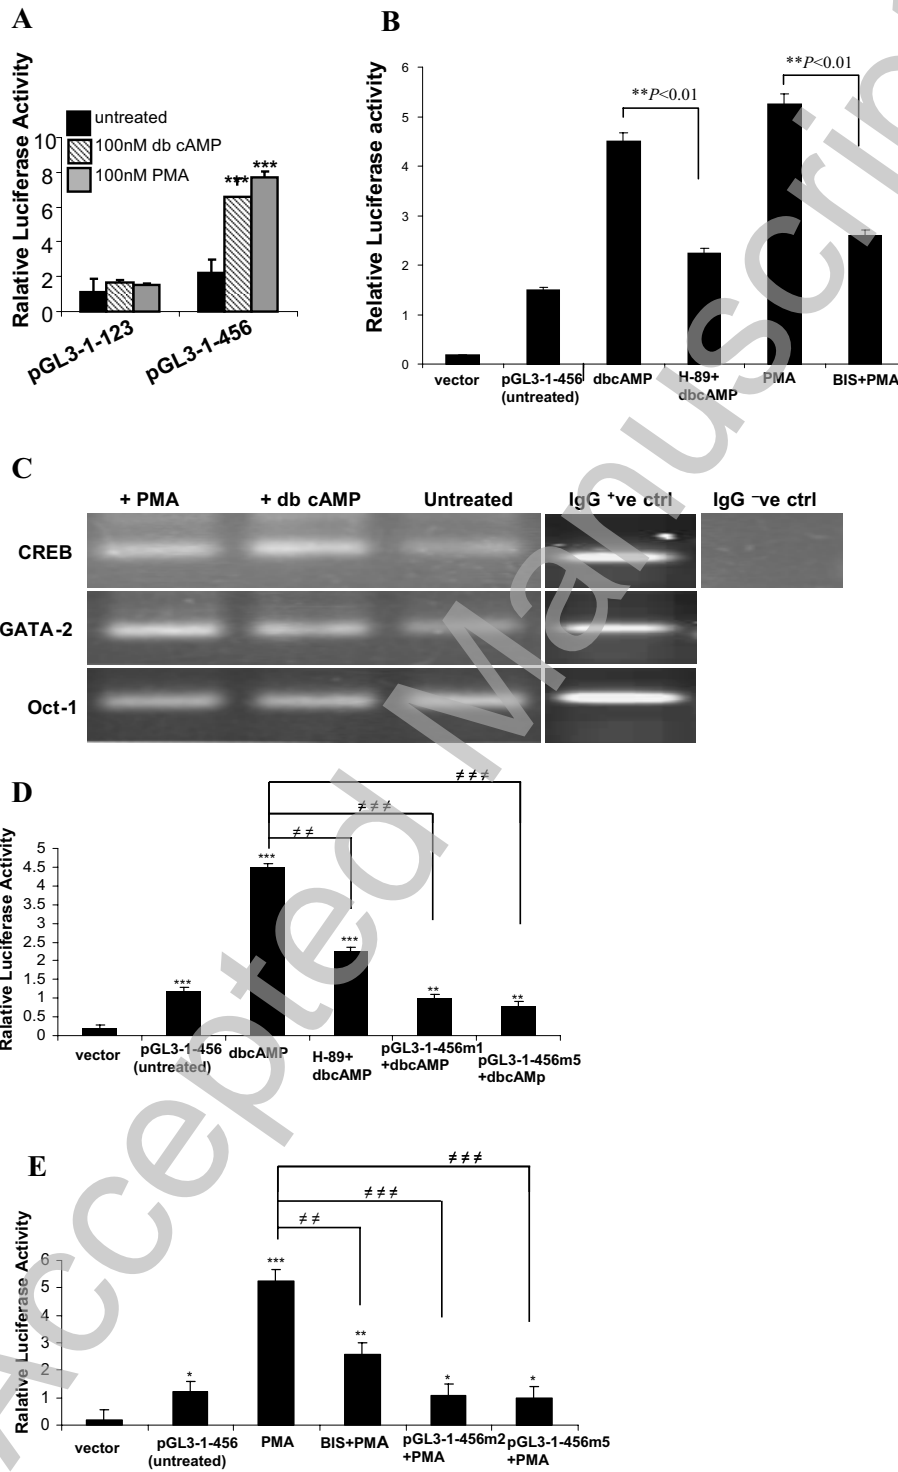 A
Ralative Luciferase Activity
untreated
100nM db cAMP
100nM PMA
10
8
6
4
2
0
***
***
pGL3-1-123
pGL3-1-456
B
Relative Luciferase activity
6
5
4
3
2
1
0
**P<0.01
**P<0.01
vector
pGL3-1-456
(untreated)
dbcAMP
H-89+
dbcAMP
PMA
BIS+PMA
C
+ PMA
+ db cAMP
Untreated
IgG +ve ctrl
IgG –ve ctrl
CREB
GATA-2
Oct-1
D
Ralative Luciferase Activity
5
4.5
4
3.5
3
2.5
2
1.5
1
0.5
0
≠ ≠ ≠
≠ ≠ ≠
≠ ≠
***
***
***
**
**
vector
pGL3-1-456
(untreated)
dbcAMP
H-89+
dbcAMP
pGL3-1-456m1
+dbcAMP
pGL3-1-456m5
+dbcAMp
E
Ralative Luciferase Activity
6
5
4
3
2
1
0
≠ ≠ ≠
≠ ≠ ≠
≠ ≠
*
***
**
*
*
vector
pGL3-1-456
(untreated)
PMA
BIS+PMA
pGL3-1-456m2
+PMA
pGL3-1-456m5
+PMA
Accepted Manuscript